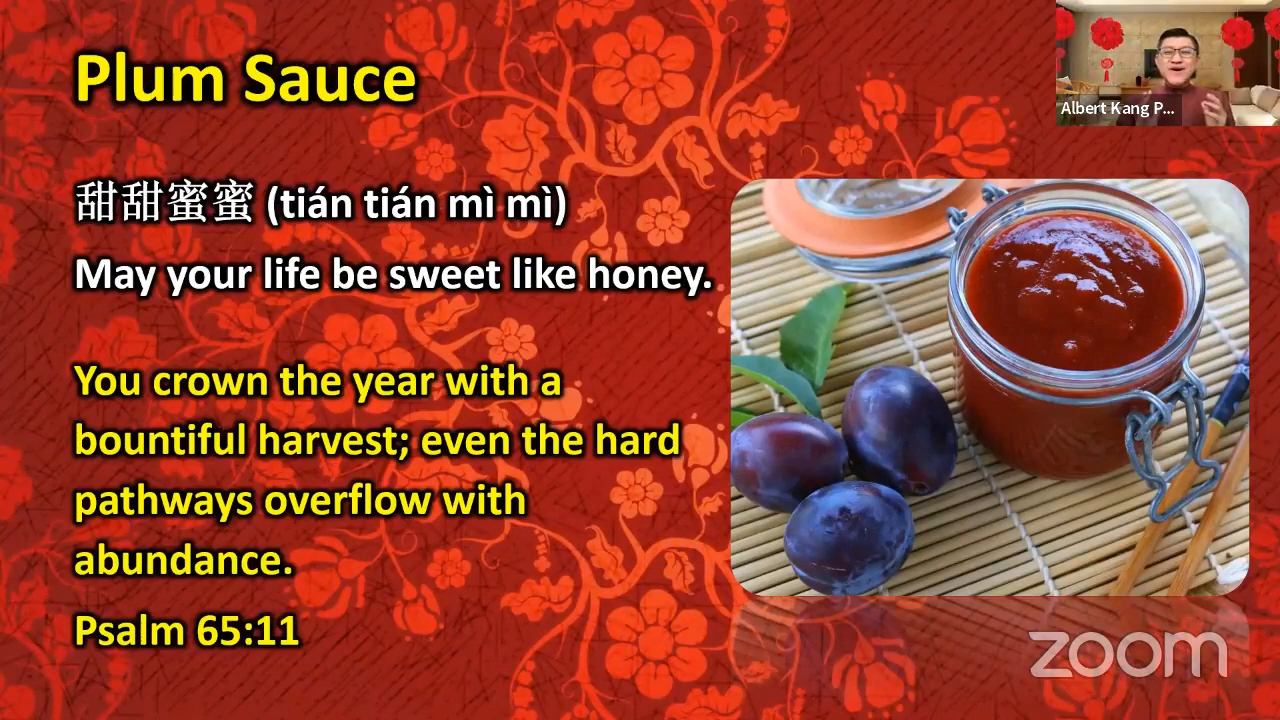 Plum Sauce
Albert Kang P...
甜甜蜜蜜 (tián tián mì mì)
May your life be sweet like honey.
You crown the year with a
bountiful harvest; even the hard
pathways overflow with
abundance.
Psalm 65:11
zoom